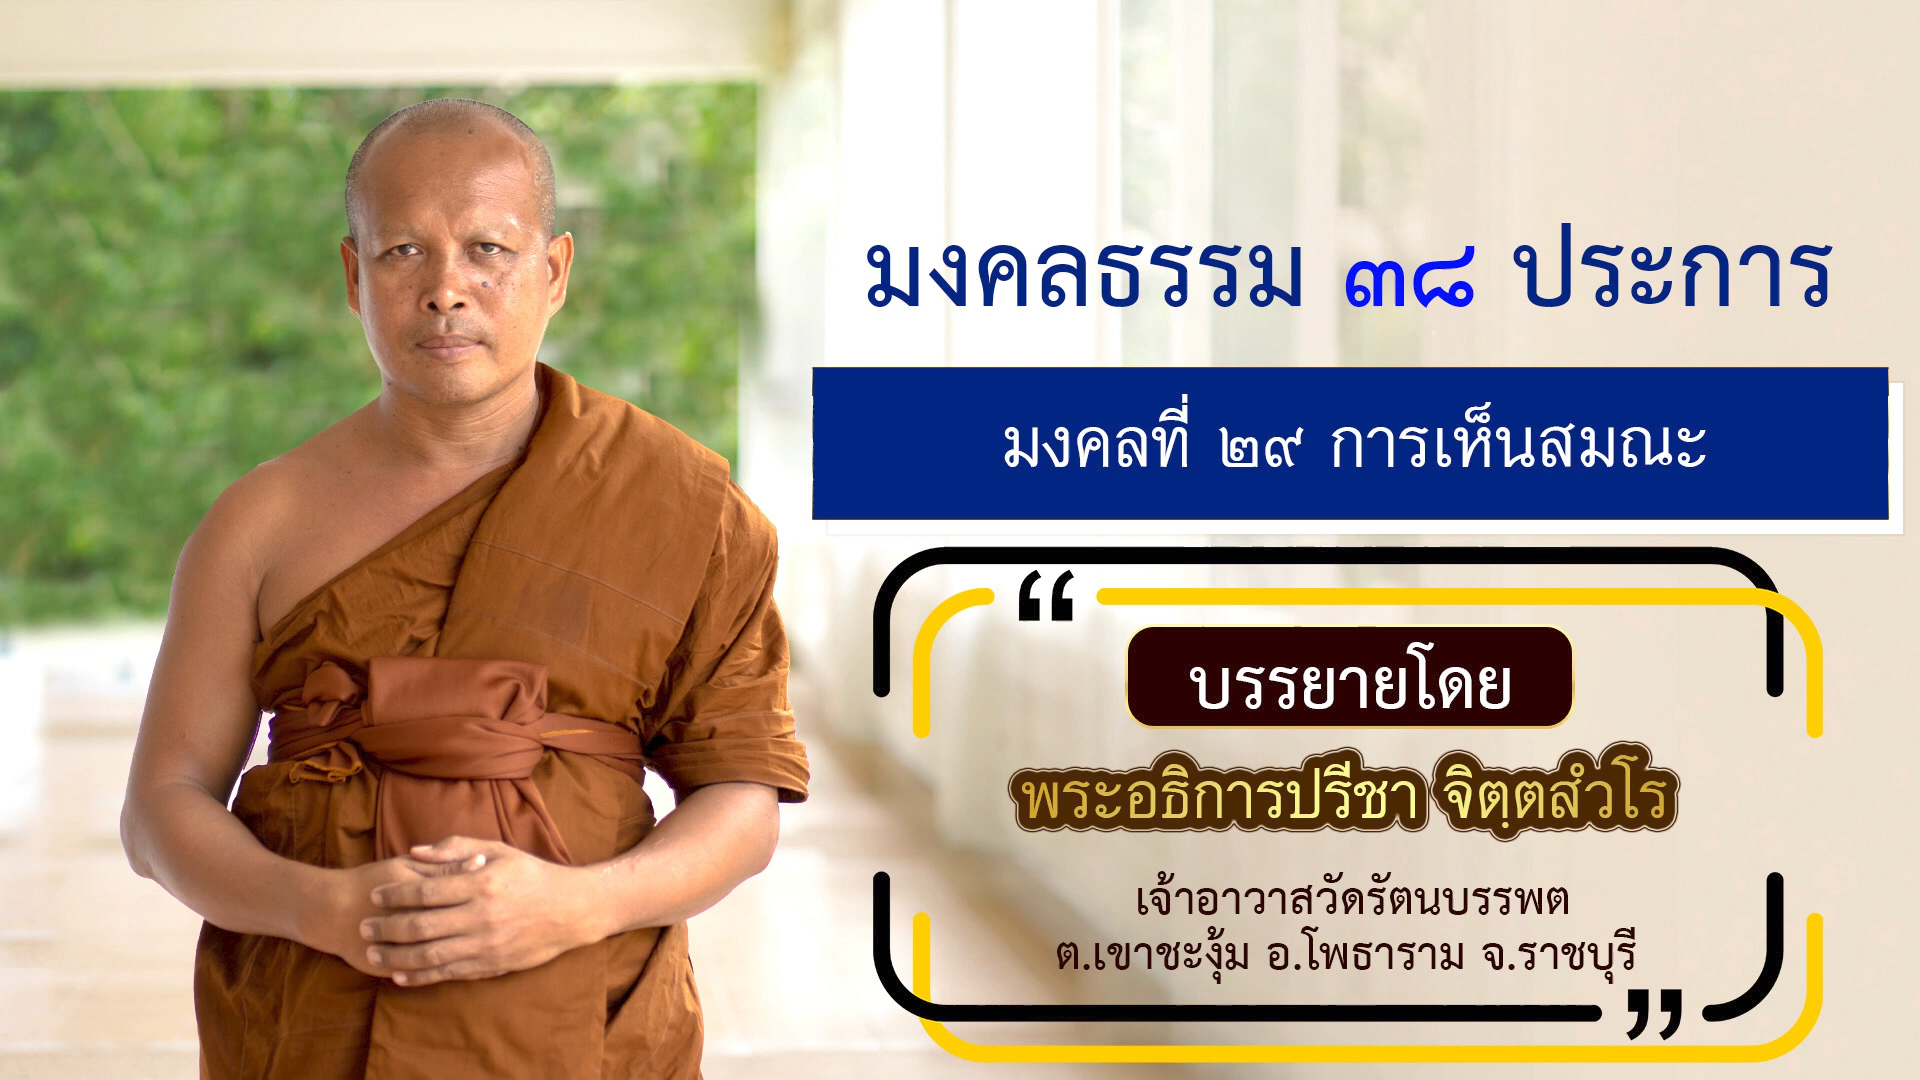 มงคลธรรม ๓๘ ประการ
มงคลที่ ๒๙ การเห็นสมณะ
“
บรรยายโดย
พระอธิการปรีชา จิตฺตสํวโร
เจ้าอาวาสวัดรัตนบรรพต
ต.เขาชะงุ้ม อ.โพธาราม จ.ราชบุรี
”